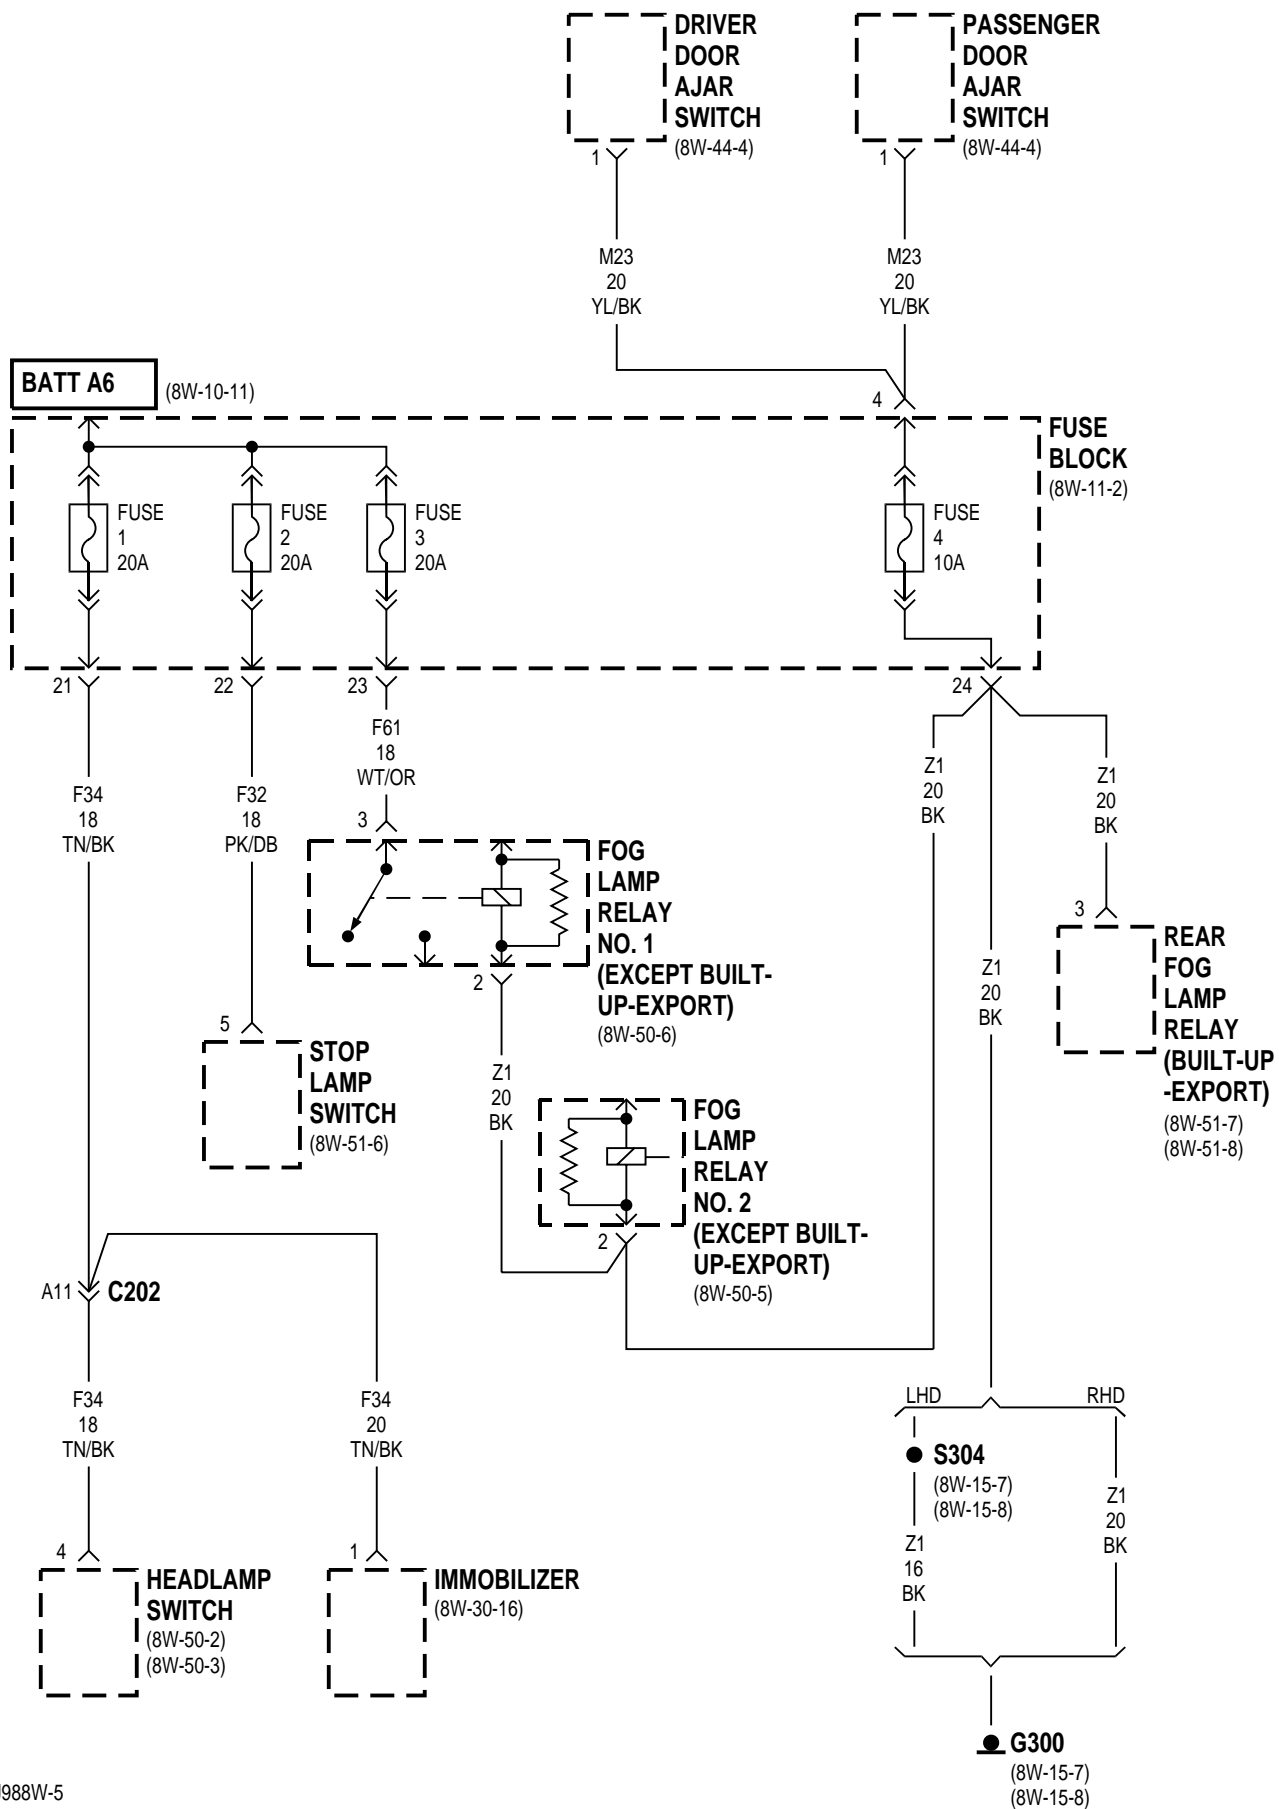 DRIVER
DOOR
AJAR
SWITCH
(8W-44-4)
PASSENGER
DOOR
AJAR
SWITCH
(8W-44-4)
1
1
M23
20
YL/BK
M23
20
YL/BK
BATT A6
(8W-10-11)
4
FUSE
BLOCK
(8W-11-2)
FUSE
1
20A
FUSE
2
20A
FUSE
3
20A
FUSE
4
10A
21
22
23
24
F61
18
WT/OR
F34
18
TN/BK
F32
18
PK/DB
Z1
20
BK
Z1
20
BK
3
FOG
LAMP
RELAY
NO. 1
(EXCEPT BUILT-
UP-EXPORT)
(8W-50-6)
2
3
REAR
FOG
LAMP
RELAY
(BUILT-UP
-EXPORT)
(8W-51-7)
(8W-51-8)
Z1
20
BK
5
STOP
LAMP
SWITCH
(8W-51-6)
Z1
20
BK
FOG
LAMP
RELAY
NO. 2
(EXCEPT BUILT-
UP-EXPORT)
(8W-50-5)
2
A11
C202
F34
18
TN/BK
F34
20
TN/BK
LHD
RHD
S304
(8W-15-7)
(8W-15-8)
Z1
16
BK
Z1
20
BK
4
HEADLAMP
SWITCH
(8W-50-2)
(8W-50-3)
1
IMMOBILIZER
(8W-30-16)
G300
(8W-15-7)
(8W-15-8)
988W-5